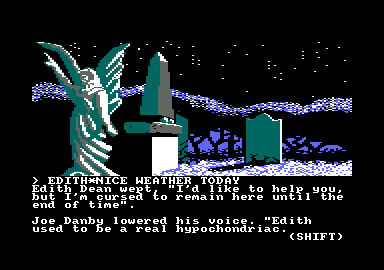 > EDITH*NICE WEATHER TODAY
Edith Dean wept, "I'd like to help you,
but I'm cursed to remain here until the
end of time".
Joe Danby lowered his voice. "Edith
used to be a real hypochondriac.
(SHIFT)